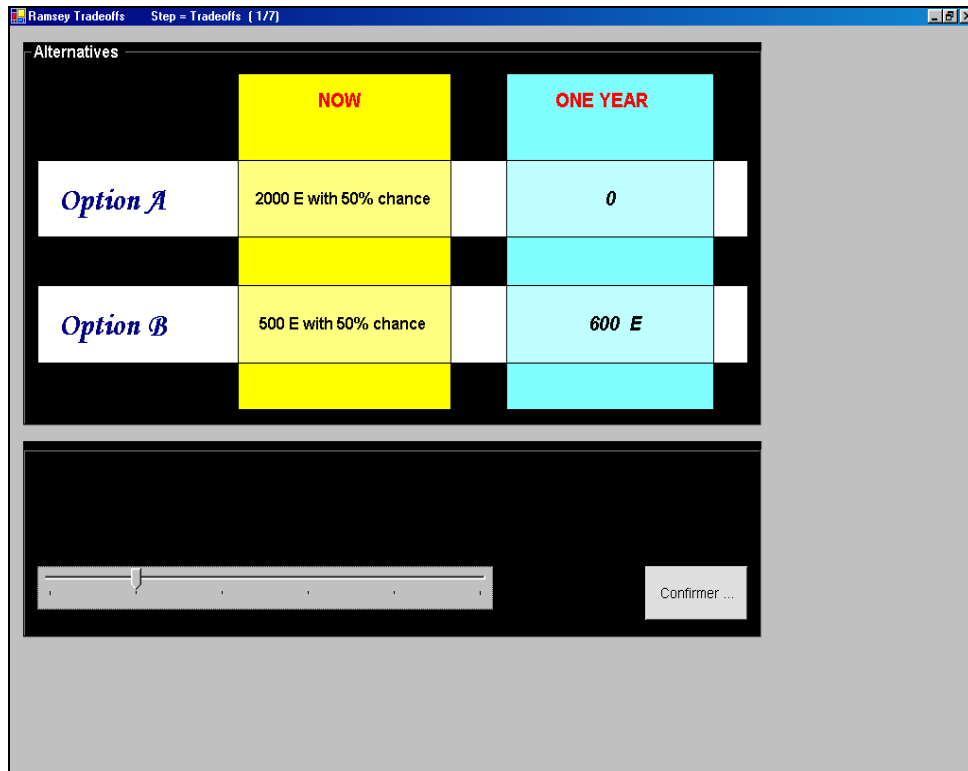 Ramsey Tradeoffs Step = Tradeoffs ( 1/7)
Alternatives
NOW ONE YEAR
Option A 2000 E with 50% chance 0
Option B 500 E with 50% chance 600 E
Confirmer ...